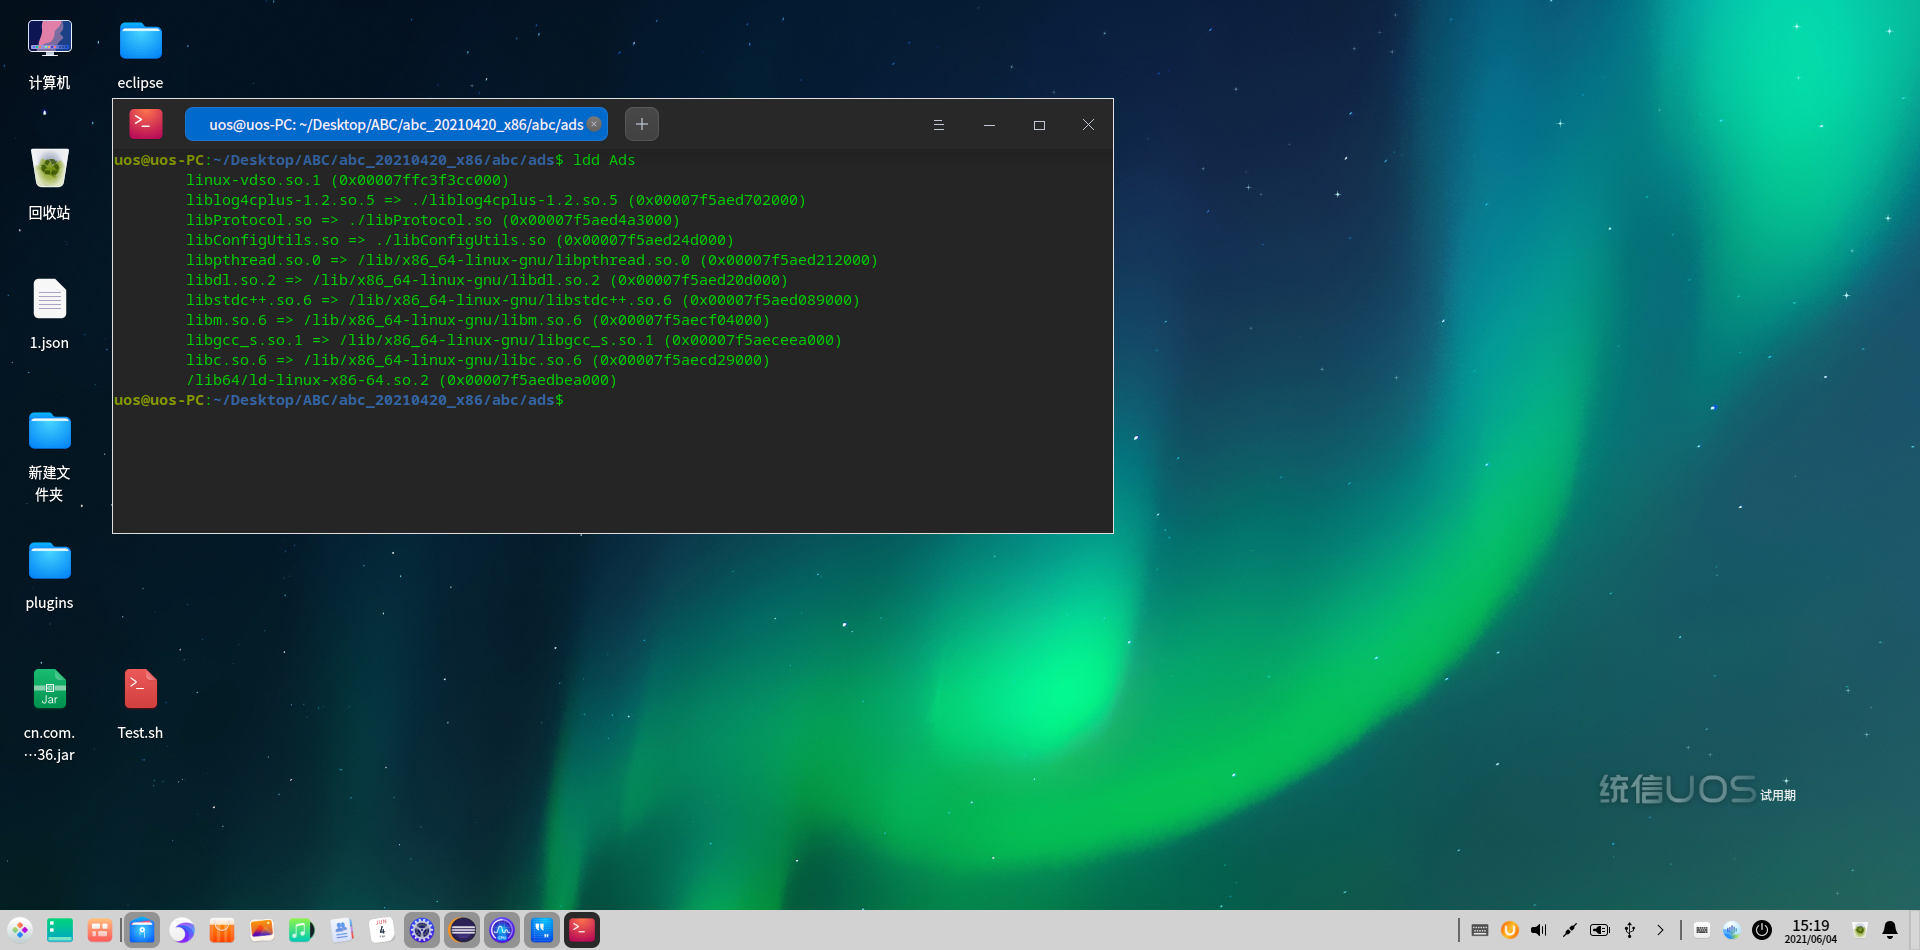 计算机
eclipse
回收站
1.json
新建文
件夹
plugins
cn.com.
…36.jar
Test.sh
uos@uos-PC: ~/Desktop/ABC/abc_20210420_x86/abc/ads
uos@uos-PC:~/Desktop/ABC/abc_20210420_x86/abc/ads$ ldd Ads
linux-vdso.so.1 (0x00007ffc3f3cc000)
liblog4cplus-1.2.so.5 => ./liblog4cplus-1.2.so.5 (0x00007f5aed702000)
libProtocol.so => ./libProtocol.so (0x00007f5aed4a3000)
libConfigUtils.so => ./libConfigUtils.so (0x00007f5aed24d000)
libpthread.so.0 => /lib/x86_64-linux-gnu/libpthread.so.0 (0x00007f5aed212000)
libdl.so.2 => /lib/x86_64-linux-gnu/libdl.so.2 (0x00007f5aed20d000)
libstdc++.so.6 => /lib/x86_64-linux-gnu/libstdc++.so.6 (0x00007f5aed089000)
libm.so.6 => /lib/x86_64-linux-gnu/libm.so.6 (0x00007f5aecf04000)
libgcc_s.so.1 => /lib/x86_64-linux-gnu/libgcc_s.so.1 (0x00007f5aeceea000)
libc.so.6 => /lib/x86_64-linux-gnu/libc.so.6 (0x00007f5aecd29000)
/lib64/ld-linux-x86-64.so.2 (0x00007f5aedbea000)
uos@uos-PC:~/Desktop/ABC/abc_20210420_x86/abc/ads$
Jar
统信UOS 试用期
JUN
4
15:19
2021/06/04